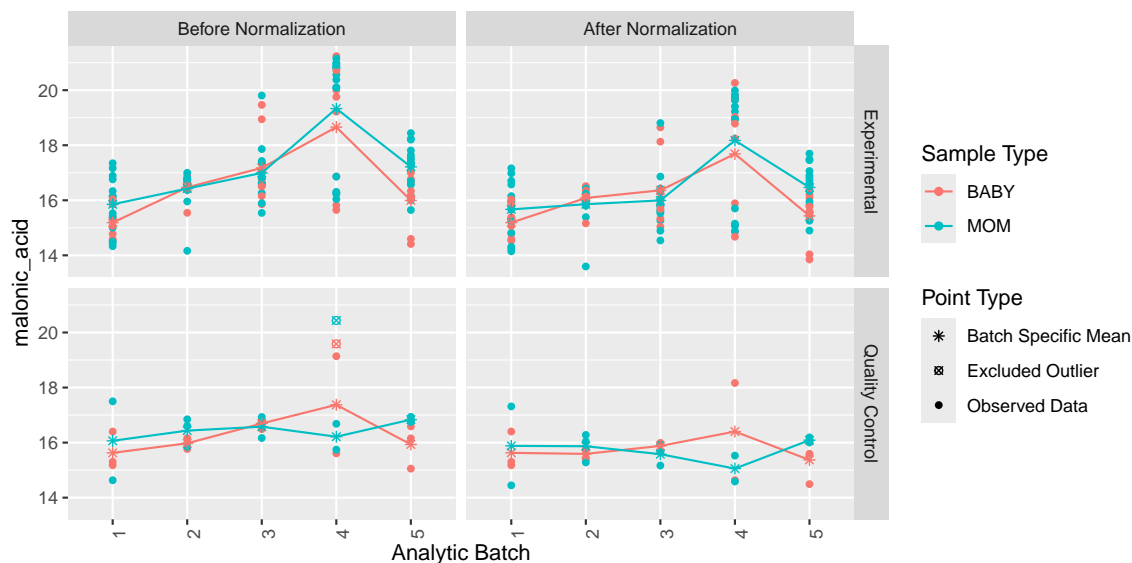 Before Normalization
After Normalization
20
18
16
14
Experimental
20
18
16
14
Quality Control
malonic_acid
1
2
3
4
5
1
2
3
4
5
Analytic Batch
Sample Type
BABY
MOM
Point Type
Batch Specific Mean
Excluded Outlier
Observed Data